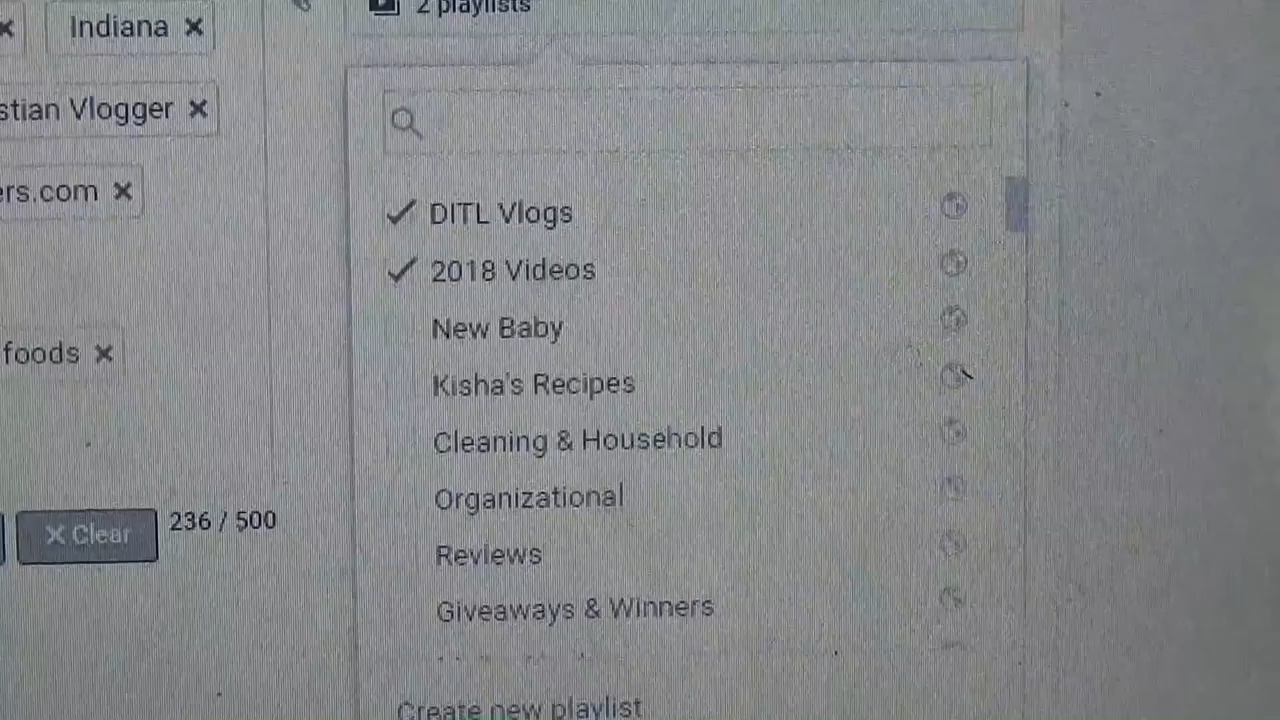 2 playlists
Indiana
stian Vlogger
ers.com
foods
Clear 236 / 500
DITL Vlogs
2018 Videos
New Baby
Kisha's Recipes
Cleaning & Household
Organizational
Reviews
Giveaways & Winners
Create new playlist